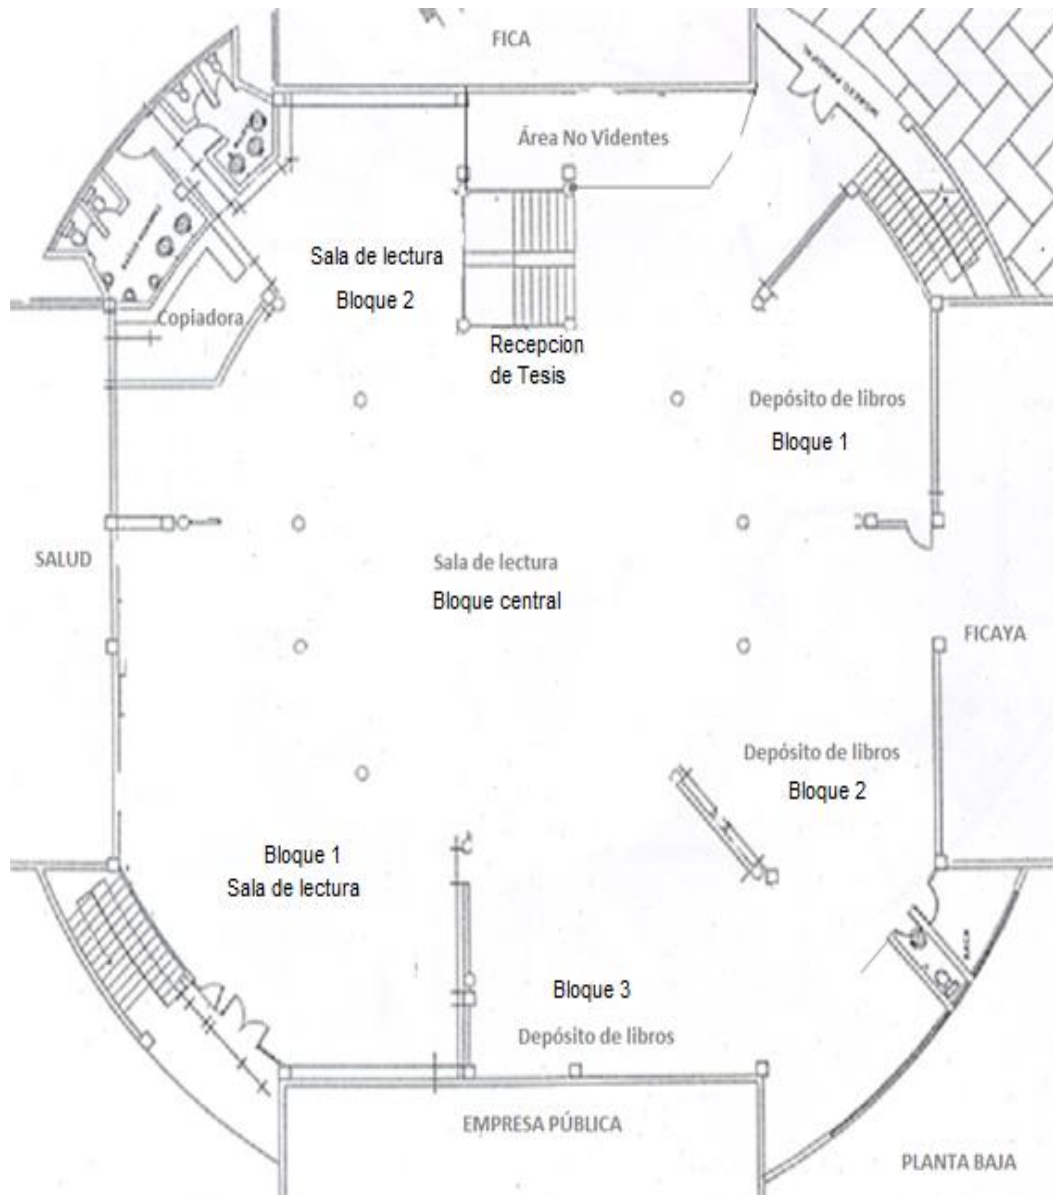 FICA
Área No Videntes
Sala de lectura
Bloque 2
Copiadora
Recepcion
de Tesis
Depósito de libros
Bloque 1
SALUD
Sala de lectura
Bloque central
FICAYA
Depósito de libros
Bloque 2
Bloque 1
Sala de lectura
Bloque 3
Depósito de libros
EMPRESA PÚBLICA
PLANTA BAJA